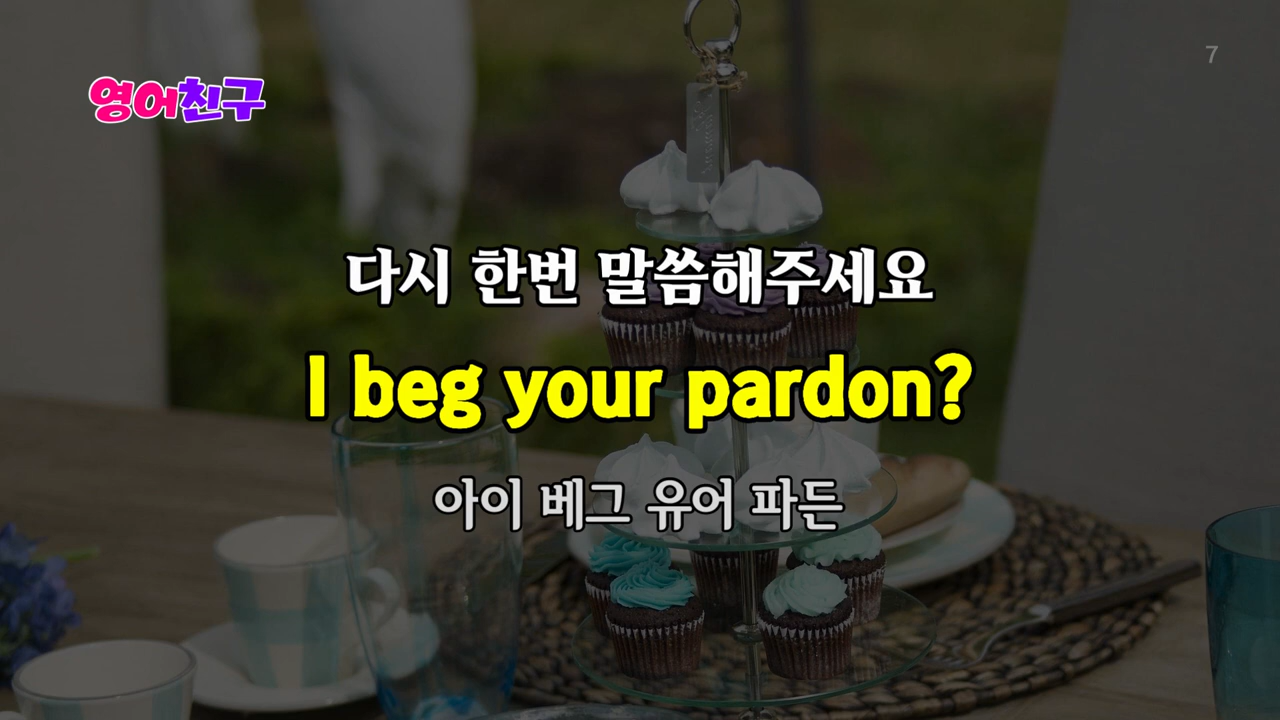 7
영어친구
다시 한번 말씀해주세요
I beg your pardon?
아이 베그 유어 파든